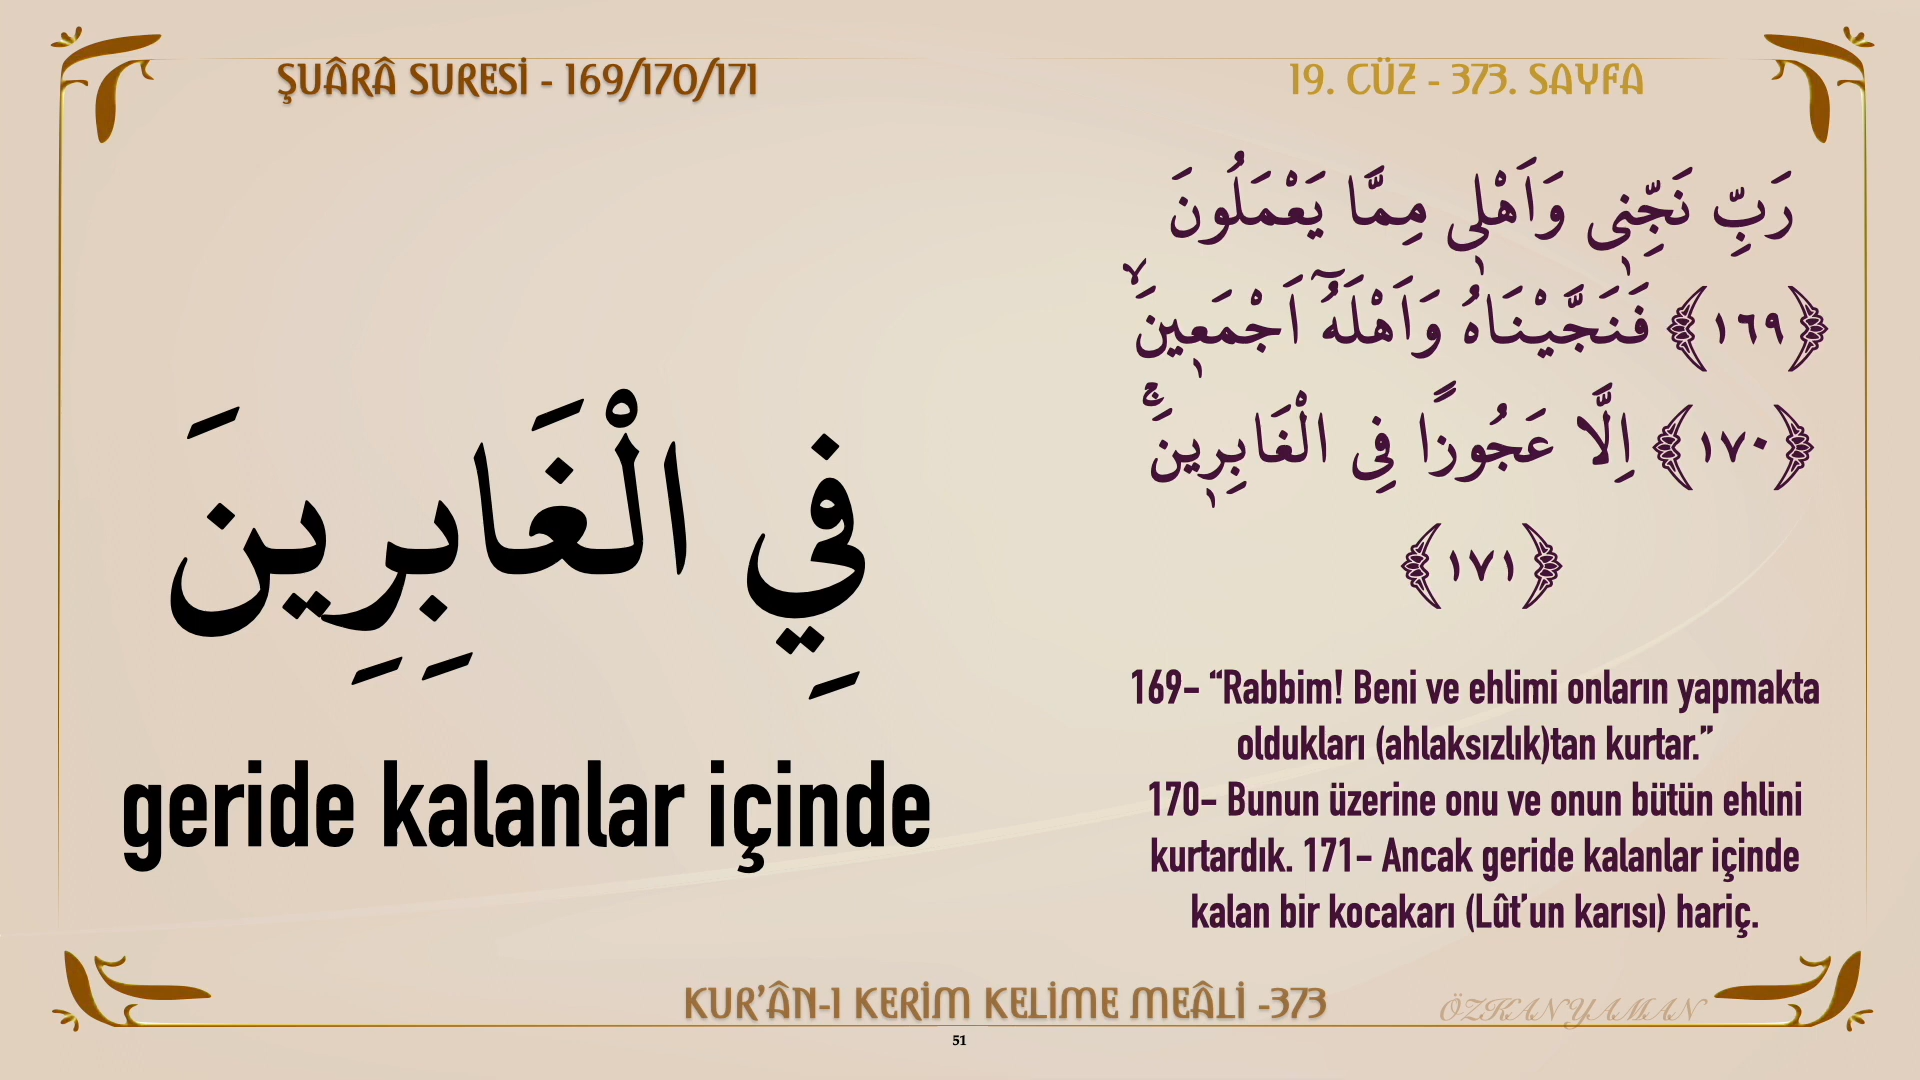 ŞUÂRÂ SURESİ - 169/170/171
19. CÜZ - 373. SAYFA
فِي الْغَابِرِينَ
geride kalanlar içinde
رَبِّ نَجِّنٖى وَاَهْلٖى مِمَّا يَعْمَلُونَ
﴿١٦٩﴾ فَنَجَّيْنَاهُ وَاَهْلَهُٓ اَجْمَعٖينَۙ
﴿١٧٠﴾ اِلَّا عَجُوزًا فِى الْغَابِرٖينَۚ
﴿١٧١﴾
169– “Rabbim! Beni ve ehlimi onların yapmakta
oldukları (ahlaksızlık)tan kurtar.”
170– Bunun üzerine onu ve onun bütün ehlini
kurtardık. 171– Ancak geride kalanlar içinde
kalan bir kocakarı (Lût’un karısı) hariç.
KUR’ÂN-I KERİM KELİME MEÂLİ -373
ÖZKAN YAMAN
51